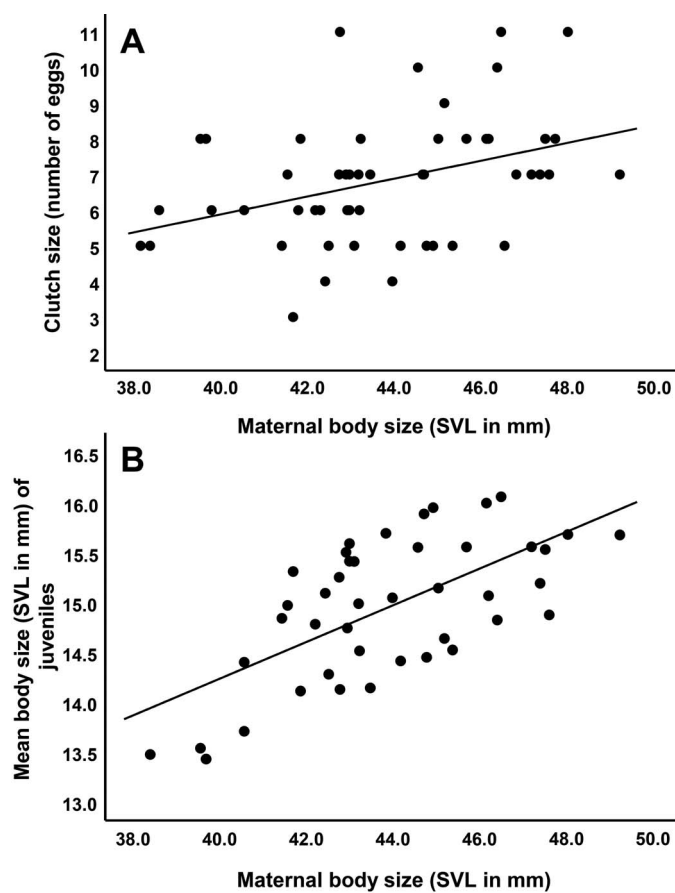 A
Clutch size (number of eggs)
11
10
9
8
7
6
5
4
3
2
38.0 40.0 42.0 44.0 46.0 48.0 50.0
Maternal body size (SVL in mm)
B
Mean body size (SVL in mm) of
juveniles
16.5
16.0
15.5
15.0
14.5
14.0
13.5
13.0
38.0 40.0 42.0 44.0 46.0 48.0 50.0
Maternal body size (SVL in mm)